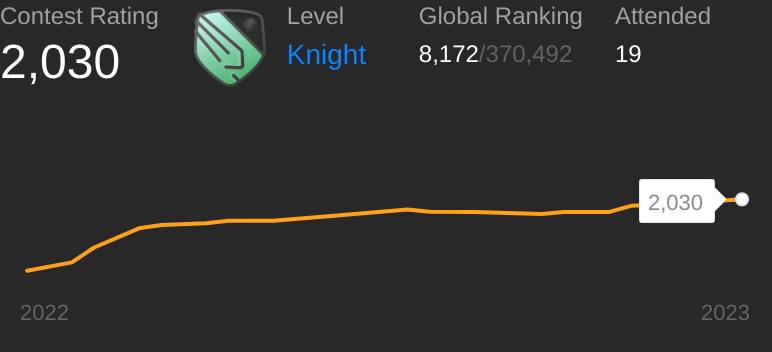 Contest Rating
2,030
Level
Knight
Global Ranking
8,172/370,492
Attended
19
2,030
2022
2023